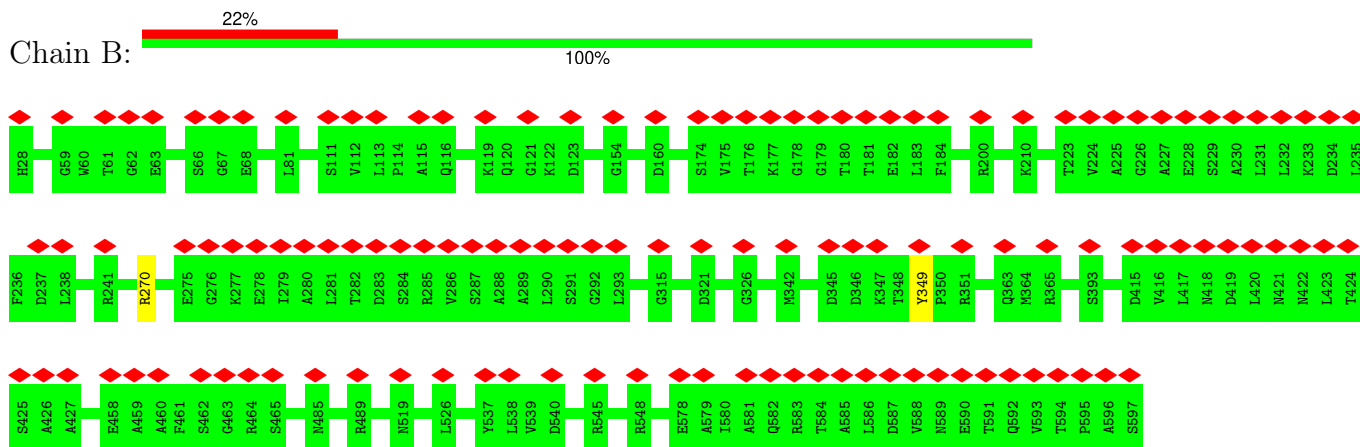 22%
Chain B:
100%
H28 G59 W60 T61 G62 E63 S66 G67 E68 L81 S111 V112 L113 P114 A115 Q116 K119 Q120 G121 K122 D123 G154 D160 S174 V175 T176 K177 G178 G179 T180 T181 E182 L183 F184 R200 K210 T223 V224 A225 G226 A227 E228 S229 A230 L231 L232 K233 D234 L235
F236 D237 L238 R241 R270 E275 G276 K277 E278 I279 A280 L281 T282 D283 S284 R285 V286 S287 A288 A289 L290 S291 G292 L293 G315 D321 G326 M342 D345 D346 K347 T348 Y349 P350 R351 Q363 M364 R365 S393 D415 V416 L417 N418 D419 L420 N421 N422 L423 T424
S425 A426 A427 E458 A459 A460 F461 S462 G463 R464 S465 N485 R489 N519 L526 Y537 L538 V539 D540 R545 R548 E578 A579 I580 A581 Q582 R583 T584 A585 L586 D587 V588 N589 E590 T591 Q592 V593 T594 P595 A596 S597